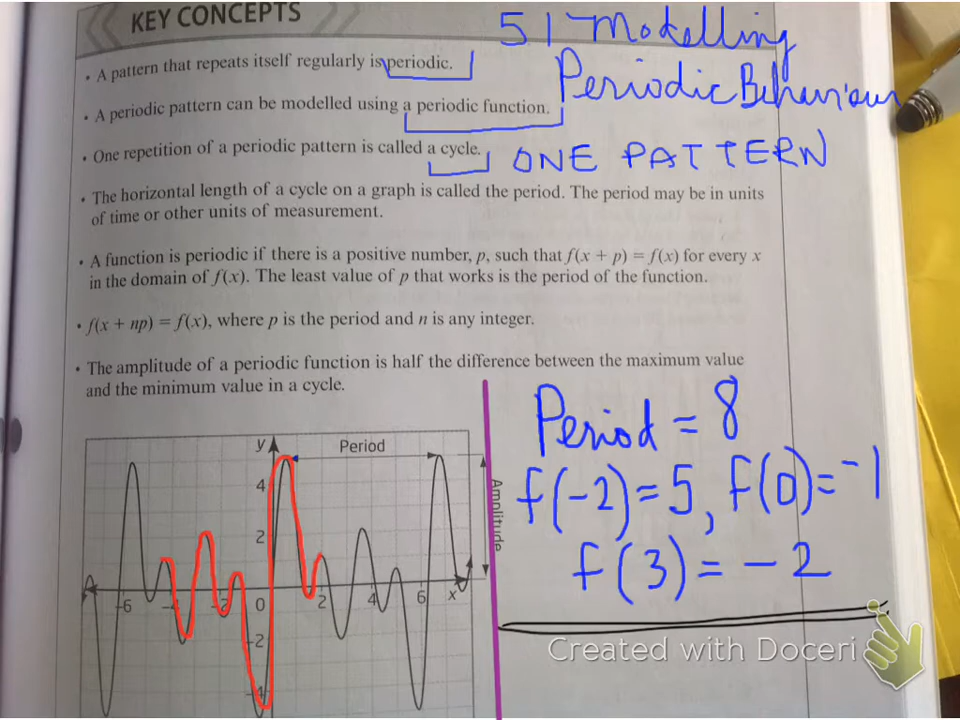 KEY CONCEPTS
5 1 Modelling
Periodic Behaviour
• A pattern that repeats itself regularly is periodic.
• A periodic pattern can be modelled using a periodic function.
• One repetition of a periodic pattern is called a cycle.
ONE PATTERN
• The horizontal length of a cycle on a graph is called the period. The period may be in units
of time or other units of measurement.
• A function is periodic if there is a positive number, p, such that f(x + p) = f(x) for every x
in the domain of f(x). The least value of p that works is the period of the function.
• f(x + np) = f(x), where p is the period and n is any integer.
• The amplitude of a periodic function is half the difference between the maximum value
and the minimum value in a cycle.
y
Period
4
2
Amplitude
-6 -4 -2 0 2 4 6 x
-2
-4
Period = 8
f(-2) = 5, f(0) = -1
f(3) = -2
Created with Doceri